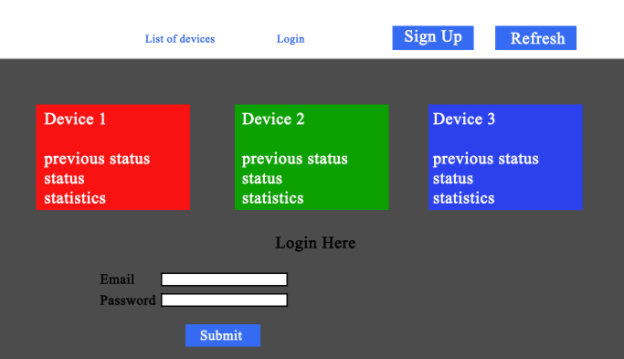 List of devices
Login
Sign Up
Refresh
Device 1
previous status
status
statistics
Device 2
previous status
status
statistics
Device 3
previous status
status
statistics
Login Here
Email
Password
Submit